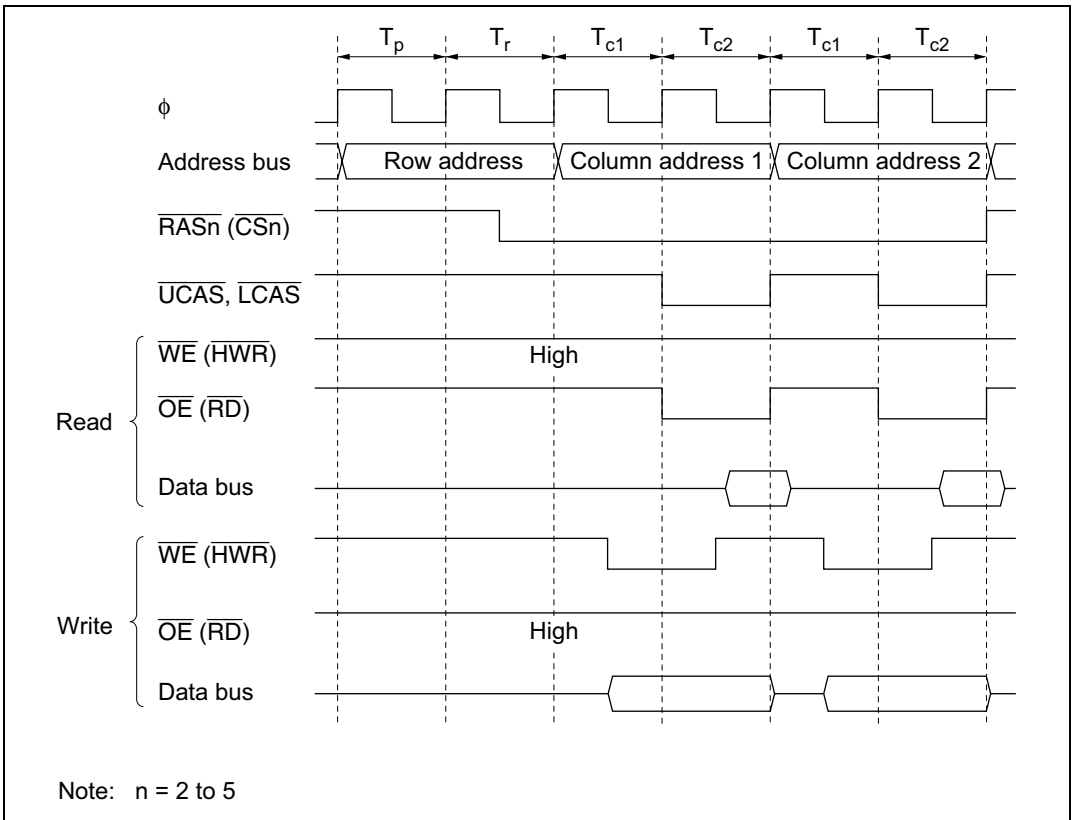 Tp Tr Tc1 Tc2 Tc1 Tc2
ϕ
Address bus Row address Column address 1 Column address 2
RASn (CSn)
UCAS, LCAS
WE (HWR) High
Read OE (RD)
Data bus
WE (HWR)
Write OE (RD) High
Data bus
Note: n = 2 to 5